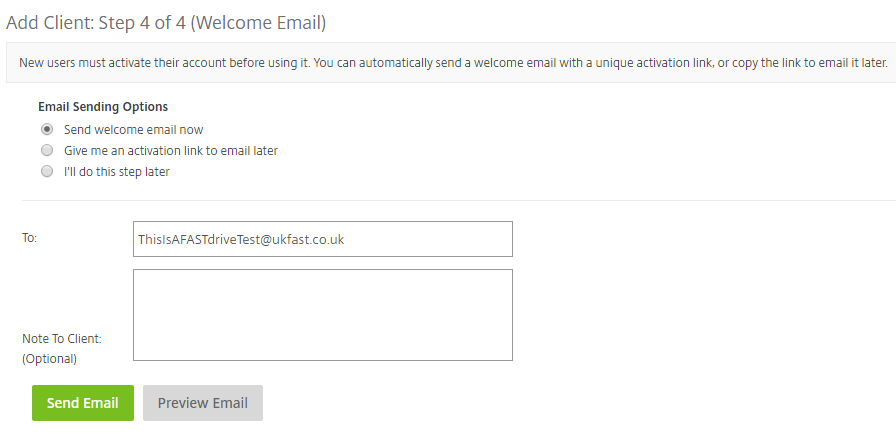 Add Client: Step 4 of 4 (Welcome Email)
New users must activate their account before using it. You can automatically send a welcome email with a unique activation link, or copy the link to email it later.
Email Sending Options
Send welcome email now
Give me an activation link to email later
I'll do this step later
To:
ThisIsAFASTdriveTest@ukfast.co.uk
Note To Client:
(Optional)
Send Email
Preview Email